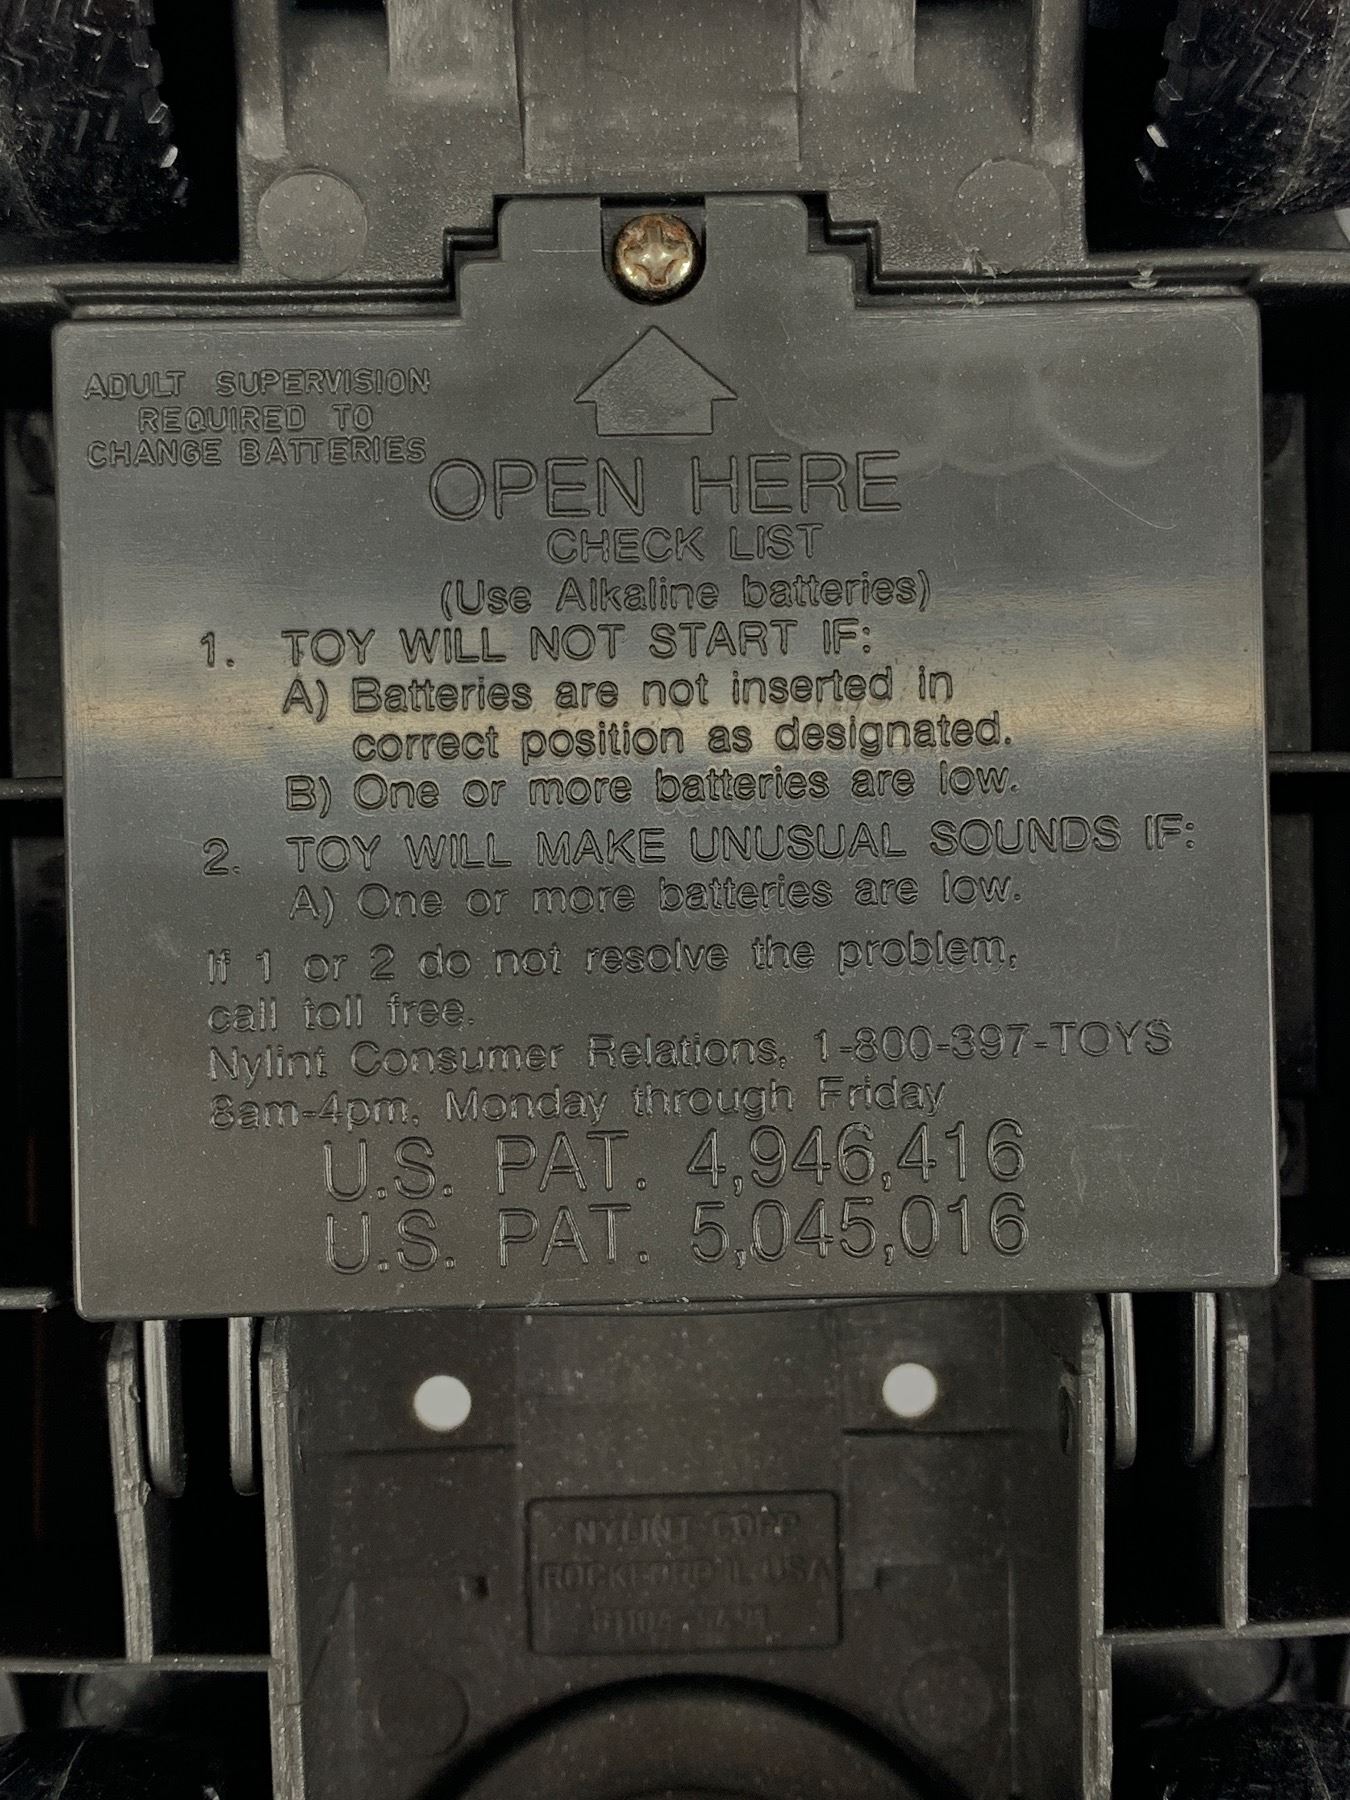 ADULT SUPERVISION
REQUIRED TO
CHANGE BATTERIES
OPEN HERE
CHECK LIST
(Use Alkaline batteries)
1. TOY WILL NOT START IF:
A) Batteries are not inserted in
correct position as designated.
B) One or more batteries are low.
2. TOY WILL MAKE UNUSUAL SOUNDS IF:
A) One or more batteries are low.
If 1 or 2 do not resolve the problem,
call toll free.
Nylint Consumer Relations, 1-800-397-TOYS
8am-4pm, Monday through Friday
U.S. PAT. 4,946,416
U.S. PAT. 5,045,016
NYLINT CORP
ROCKFORD IL USA